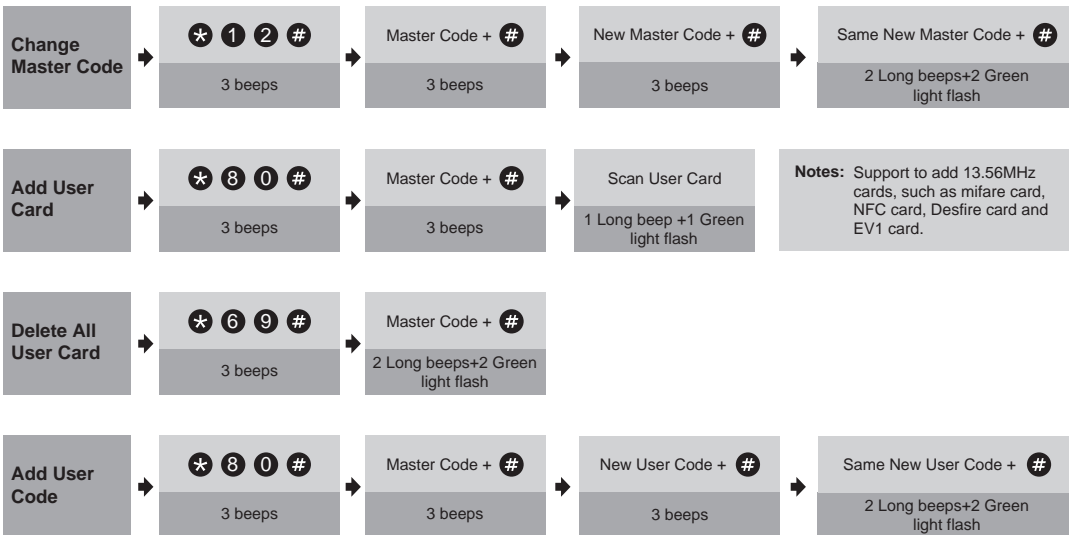 Change
Master Code
* 1 2 #
3 beeps
Master Code + #
3 beeps
New Master Code + #
3 beeps
Same New Master Code + #
2 Long beeps+2 Green
light flash
Add User
Card
* 8 0 #
3 beeps
Master Code + #
3 beeps
Scan User Card
1 Long beep +1 Green
light flash
Notes: Support to add 13.56MHz
cards, such as mifare card,
NFC card, Desfire card and
EV1 card.
Delete All
User Card
* 6 9 #
3 beeps
Master Code + #
2 Long beeps+2 Green
light flash
Add User
Code
* 8 0 #
3 beeps
Master Code + #
3 beeps
New User Code + #
3 beeps
Same New User Code + #
2 Long beeps+2 Green
light flash